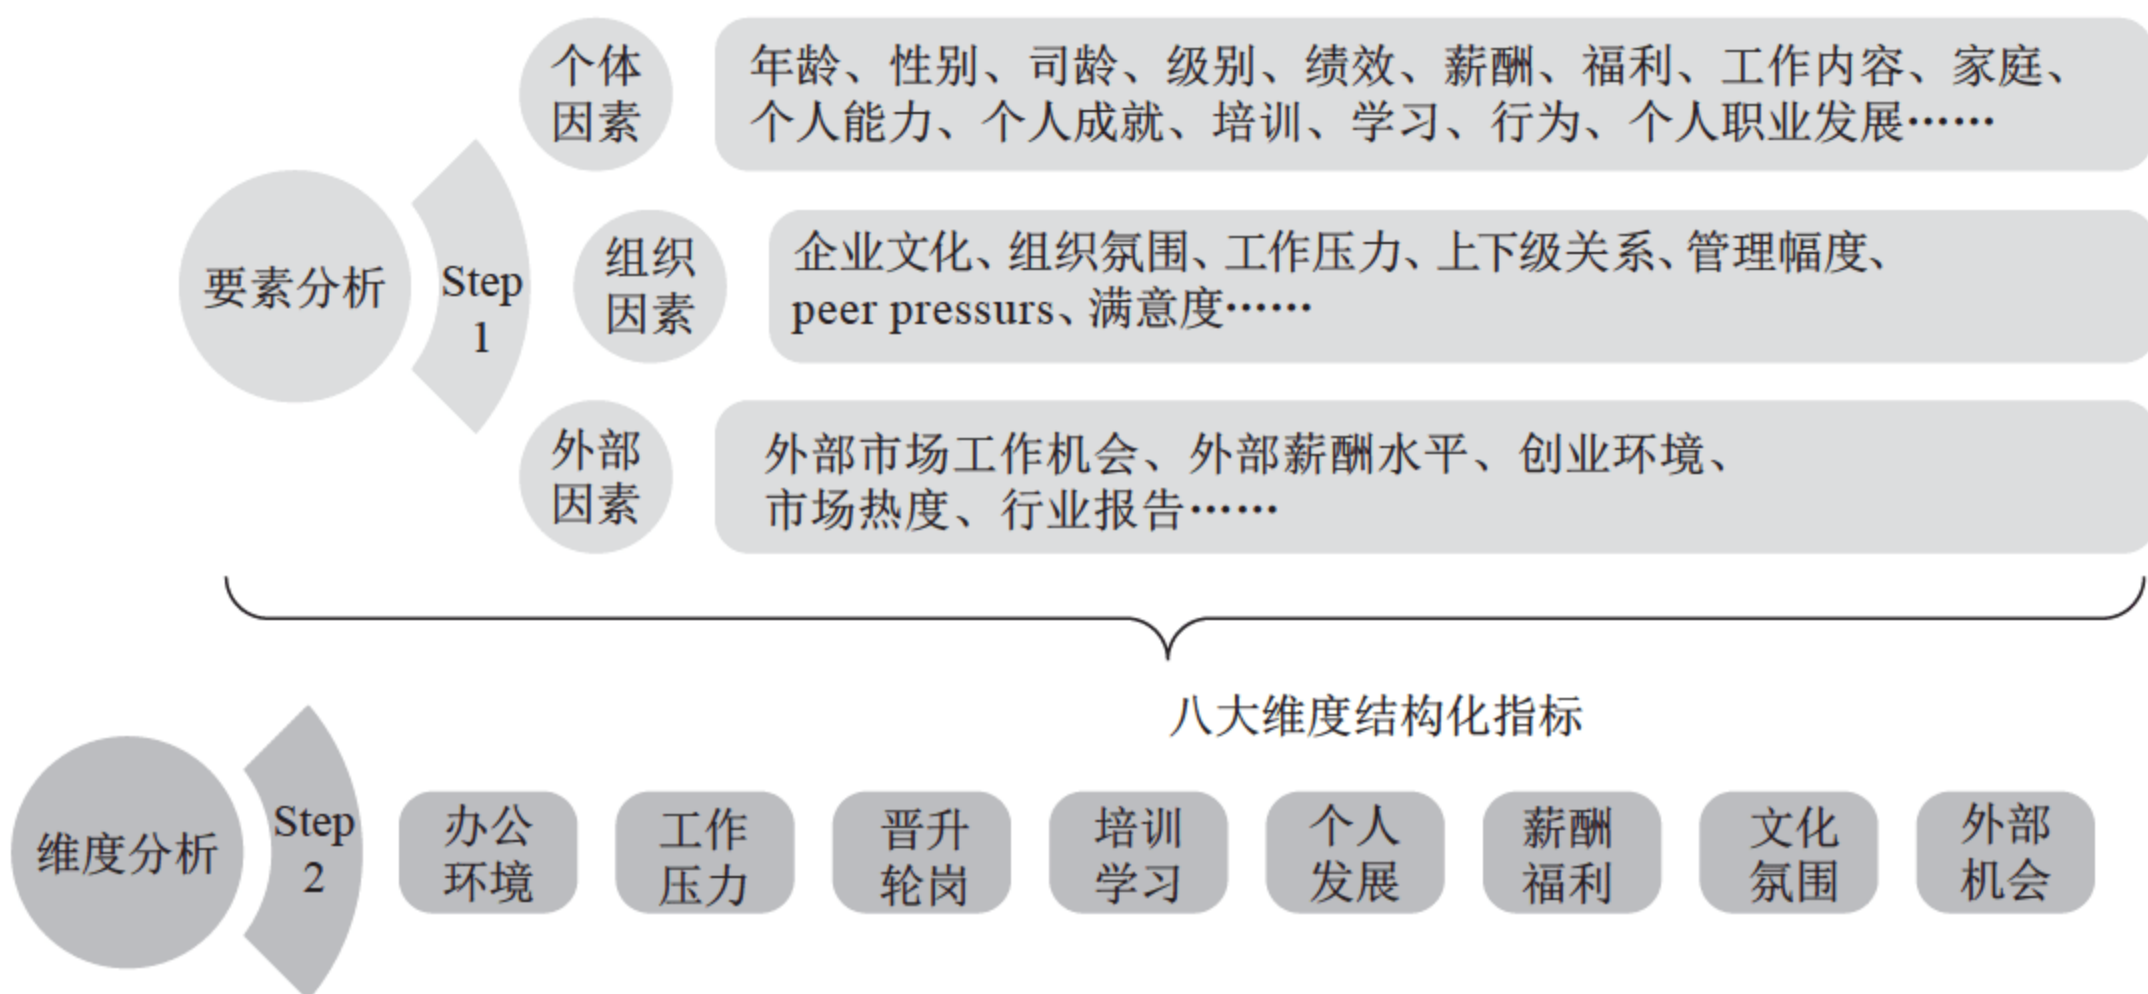 个体
因素
年龄、性别、司龄、级别、绩效、薪酬、福利、工作内容、家庭、
个人能力、个人成就、培训、学习、行为、个人职业发展……
要素分析
Step
1
组织
因素
企业文化、组织氛围、工作压力、上下级关系、管理幅度、
peer pressurs、满意度……
外部
因素
外部市场工作机会、外部薪酬水平、创业环境、
市场热度、行业报告……
八大维度结构化指标
维度分析
Step
2
办公
环境
工作
压力
晋升
轮岗
培训
学习
个人
发展
薪酬
福利
文化
氛围
外部
机会